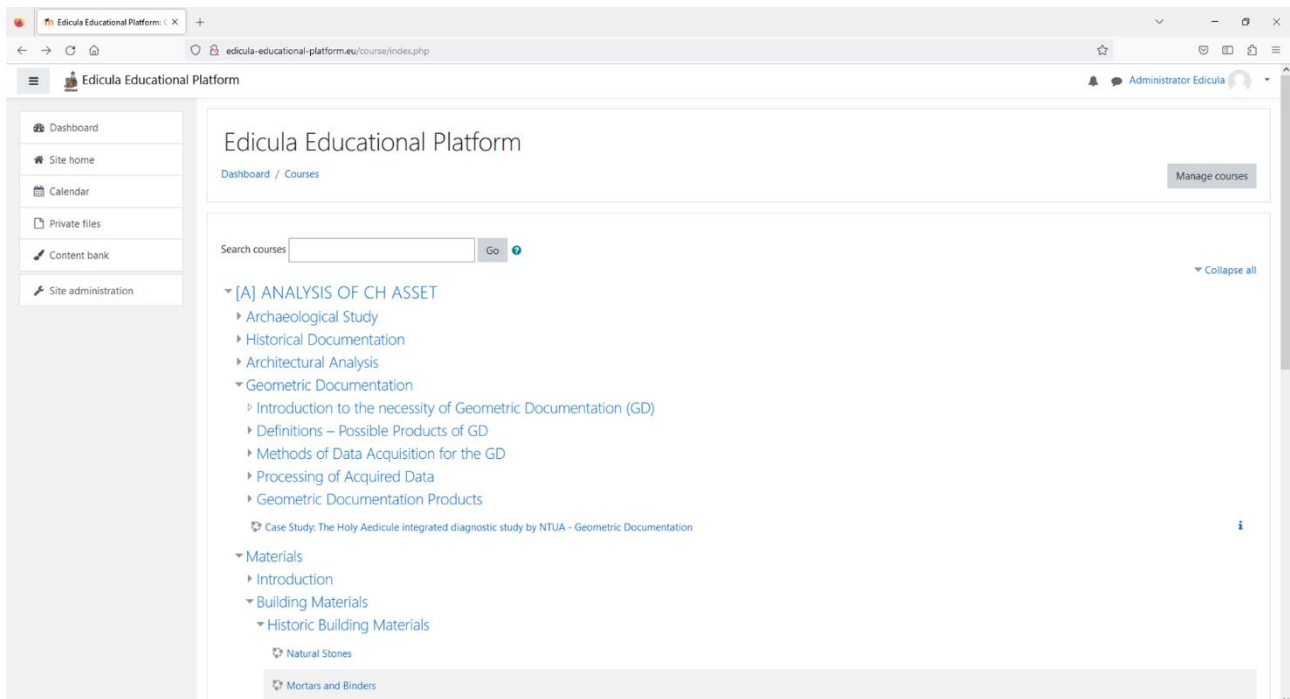 Edicula Educational Platform: C
edicula-educational-platform.eu/course/index.php
Edicula Educational Platform
Administrator Edicula
Dashboard
Site home
Calendar
Private files
Content bank
Site administration
Edicula Educational Platform
Dashboard / Courses
Manage courses
Search courses
Go
Collapse all
[A] ANALYSIS OF CH ASSET
Archaeological Study
Historical Documentation
Architectural Analysis
Geometric Documentation
Introduction to the necessity of Geometric Documentation (GD)
Definitions – Possible Products of GD
Methods of Data Acquisition for the GD
Processing of Acquired Data
Geometric Documentation Products
Case Study: The Holy Aedicule integrated diagnostic study by NTUA - Geometric Documentation
Materials
Introduction
Building Materials
Historic Building Materials
Natural Stones
Mortars and Binders